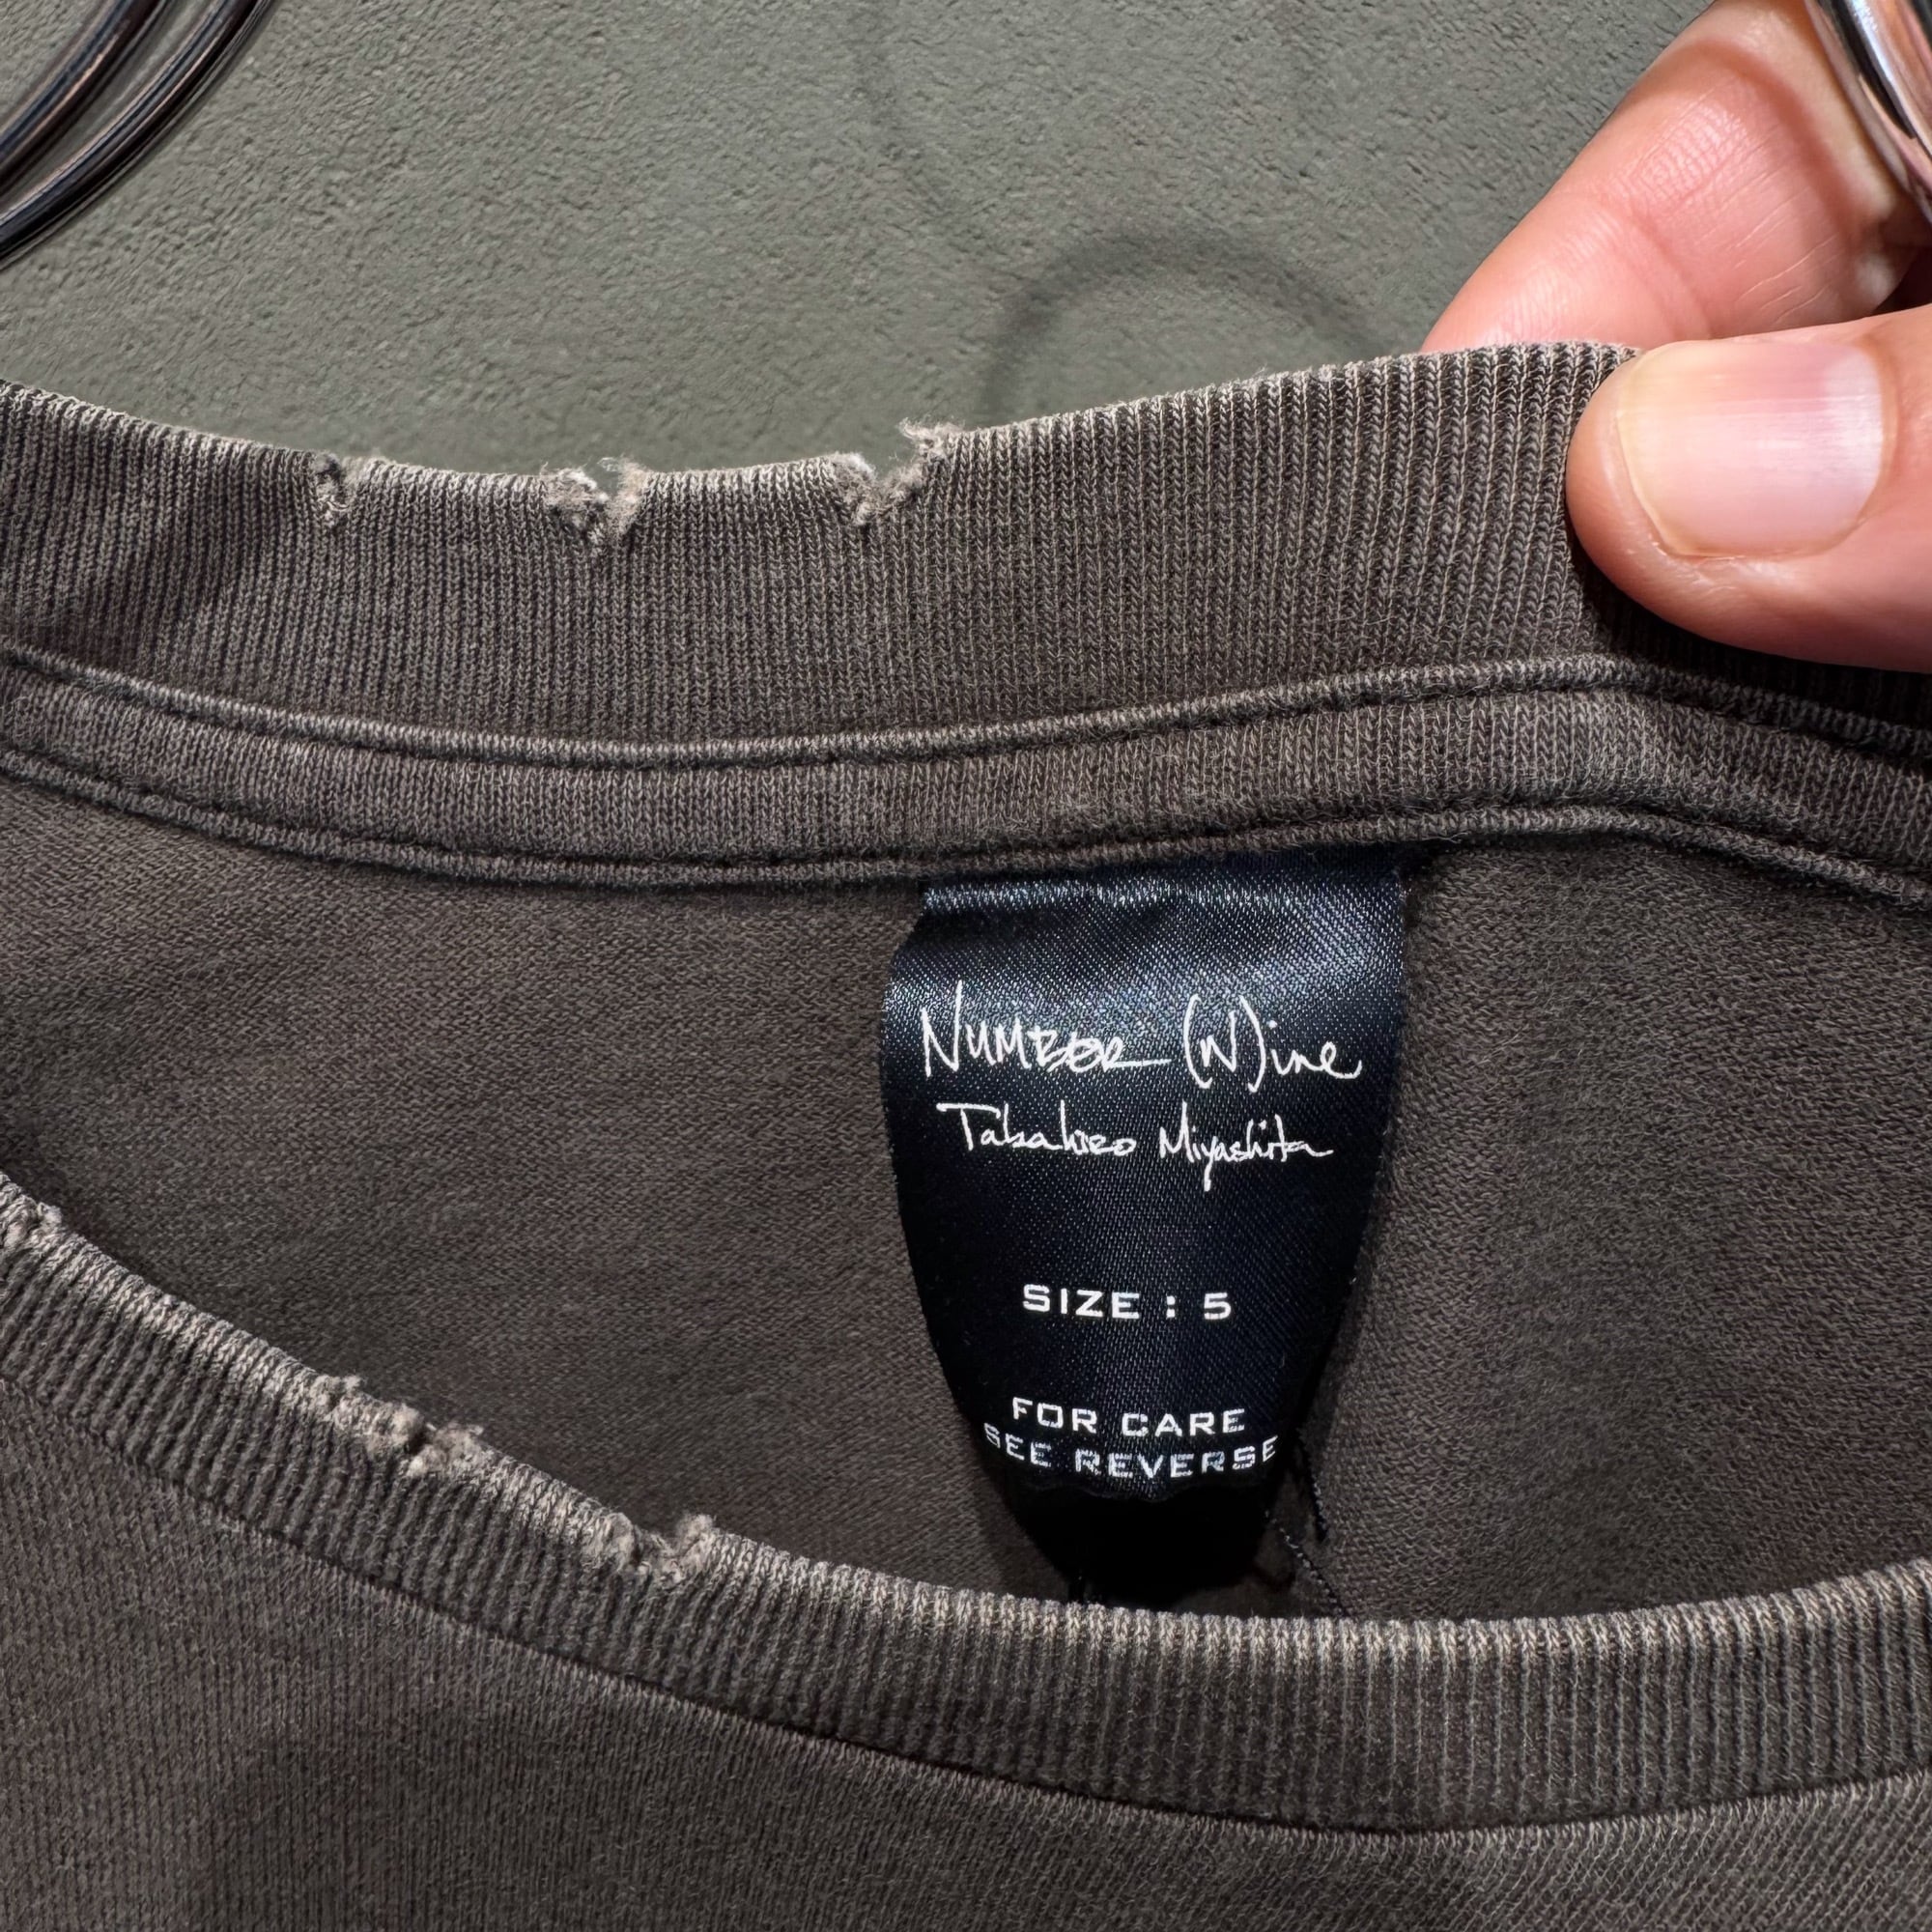 NUMBER (N)ine
Takahiro Miyashita
SIZE : 5
FOR CARE
SEE REVERSE